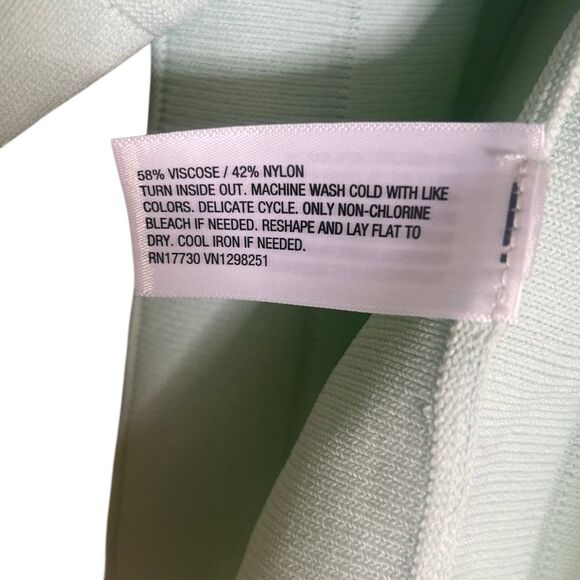 58% VISCOSE / 42% NYLON
TURN INSIDE OUT. MACHINE WASH COLD WITH LIKE
COLORS. DELICATE CYCLE. ONLY NON-CHLORINE
BLEACH IF NEEDED. RESHAPE AND LAY FLAT TO
DRY. COOL IRON IF NEEDED.
RN17730 VN1298251